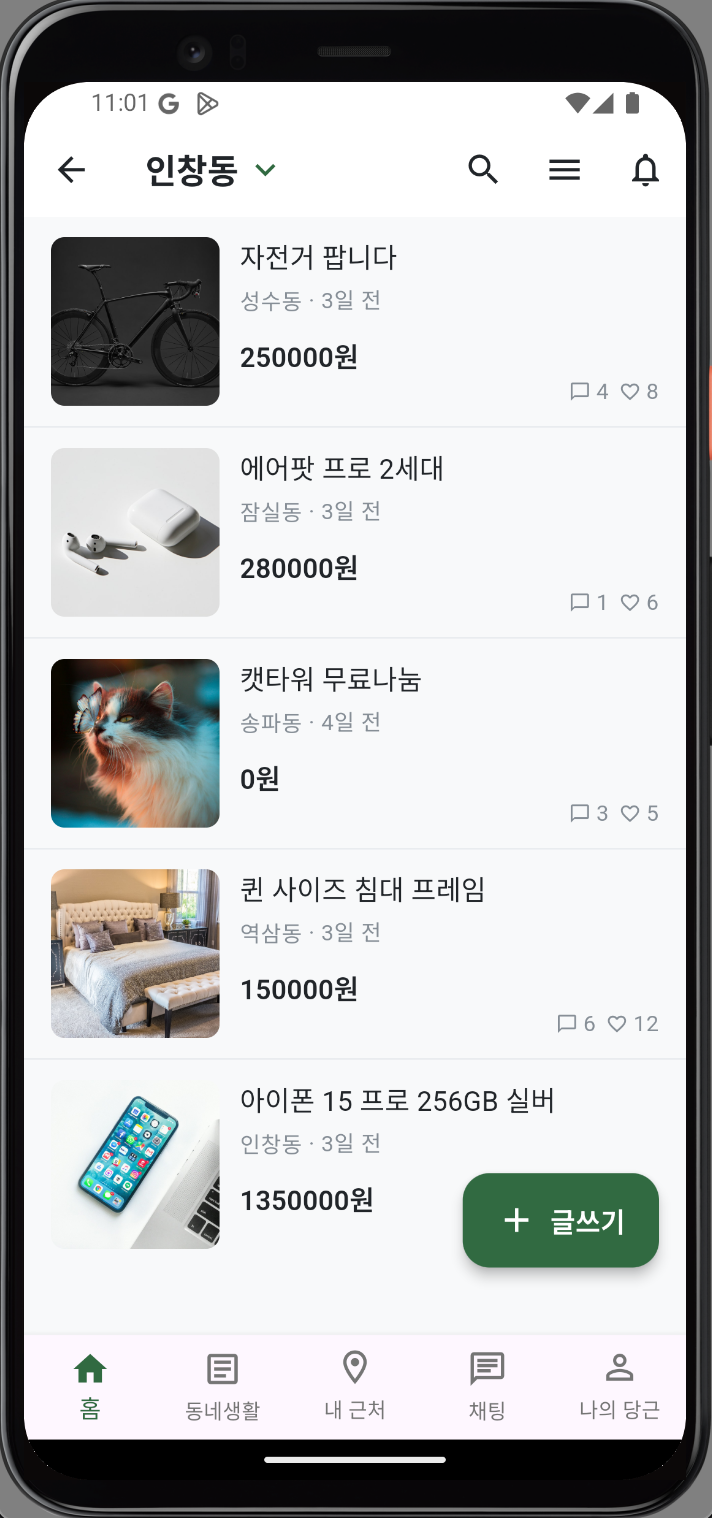 11:01
인창동
자전거 팝니다
성수동 · 3일 전
250000원
4 8
에어팟 프로 2세대
잠실동 · 3일 전
280000원
1 6
캣타워 무료나눔
송파동 · 4일 전
0원
3 5
퀸 사이즈 침대 프레임
역삼동 · 3일 전
150000원
6 12
아이폰 15 프로 256GB 실버
인창동 · 3일 전
1350000원
글쓰기
홈 동네생활 내 근처 채팅 나의 당근